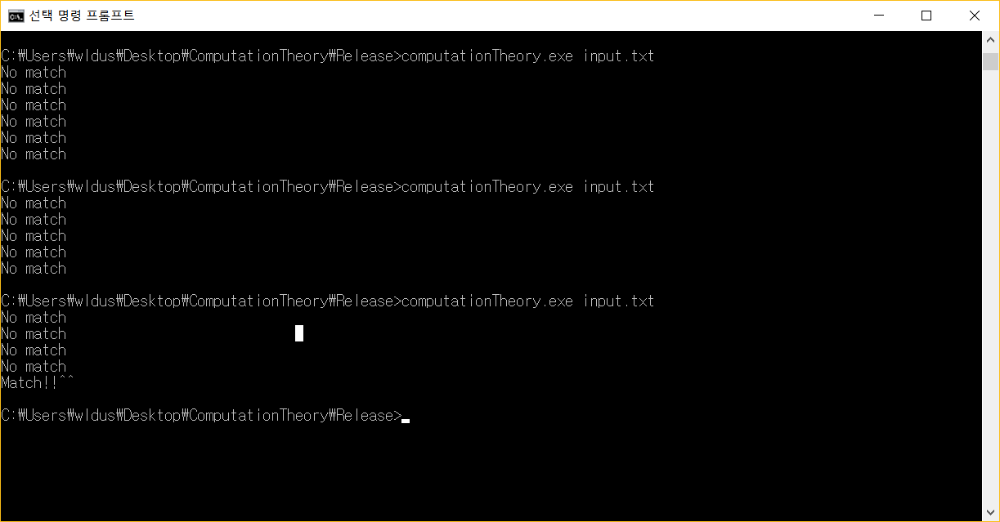 선택 명령 프롬프트
C:₩Users₩wldus₩Desktop₩ComputationTheory₩Release>computationTheory.exe input.txt
No match
No match
No match
No match
No match
No match
C:₩Users₩wldus₩Desktop₩ComputationTheory₩Release>computationTheory.exe input.txt
No match
No match
No match
No match
No match
C:₩Users₩wldus₩Desktop₩ComputationTheory₩Release>computationTheory.exe input.txt
No match
No match
No match
No match
Match!!^^
C:₩Users₩wldus₩Desktop₩ComputationTheory₩Release>